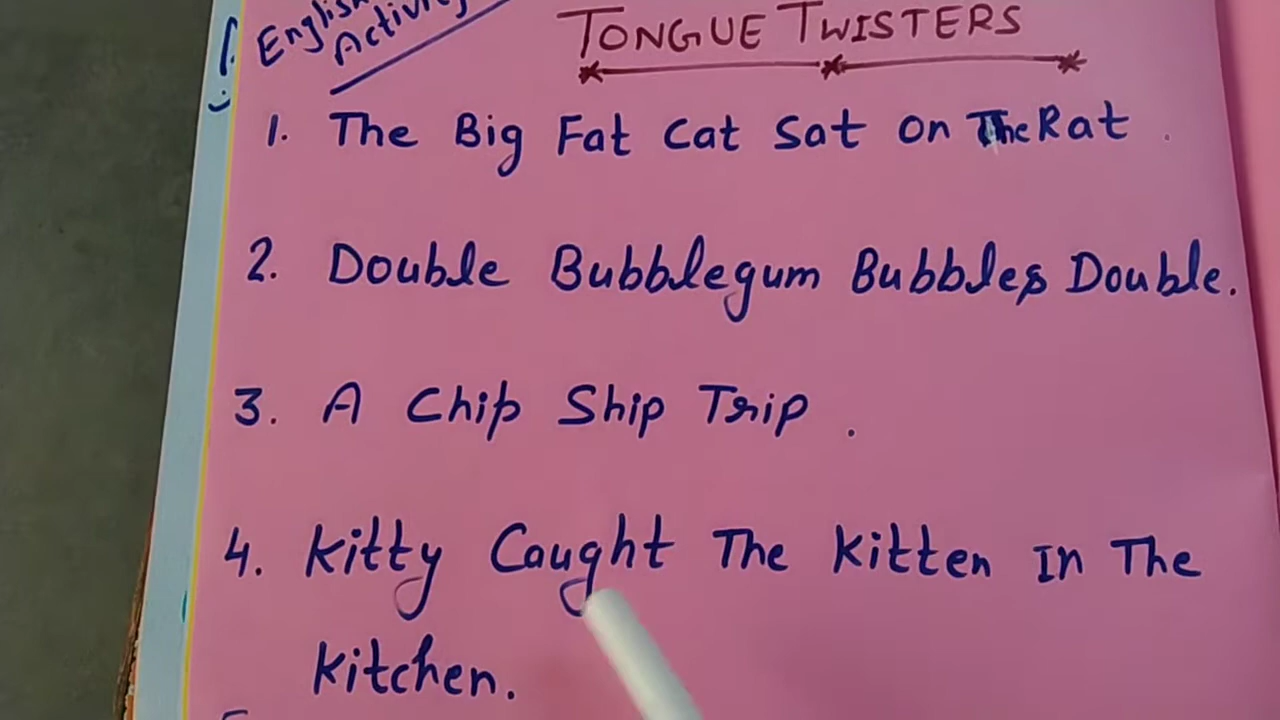 English
Activity
TONGUE TWISTERS
1. The Big Fat Cat Sat On The Rat.
2. Double Bubblegum Bubbles Double.
3. A Chip Ship Trip.
4. Kitty Caught The Kitten In The
Kitchen.